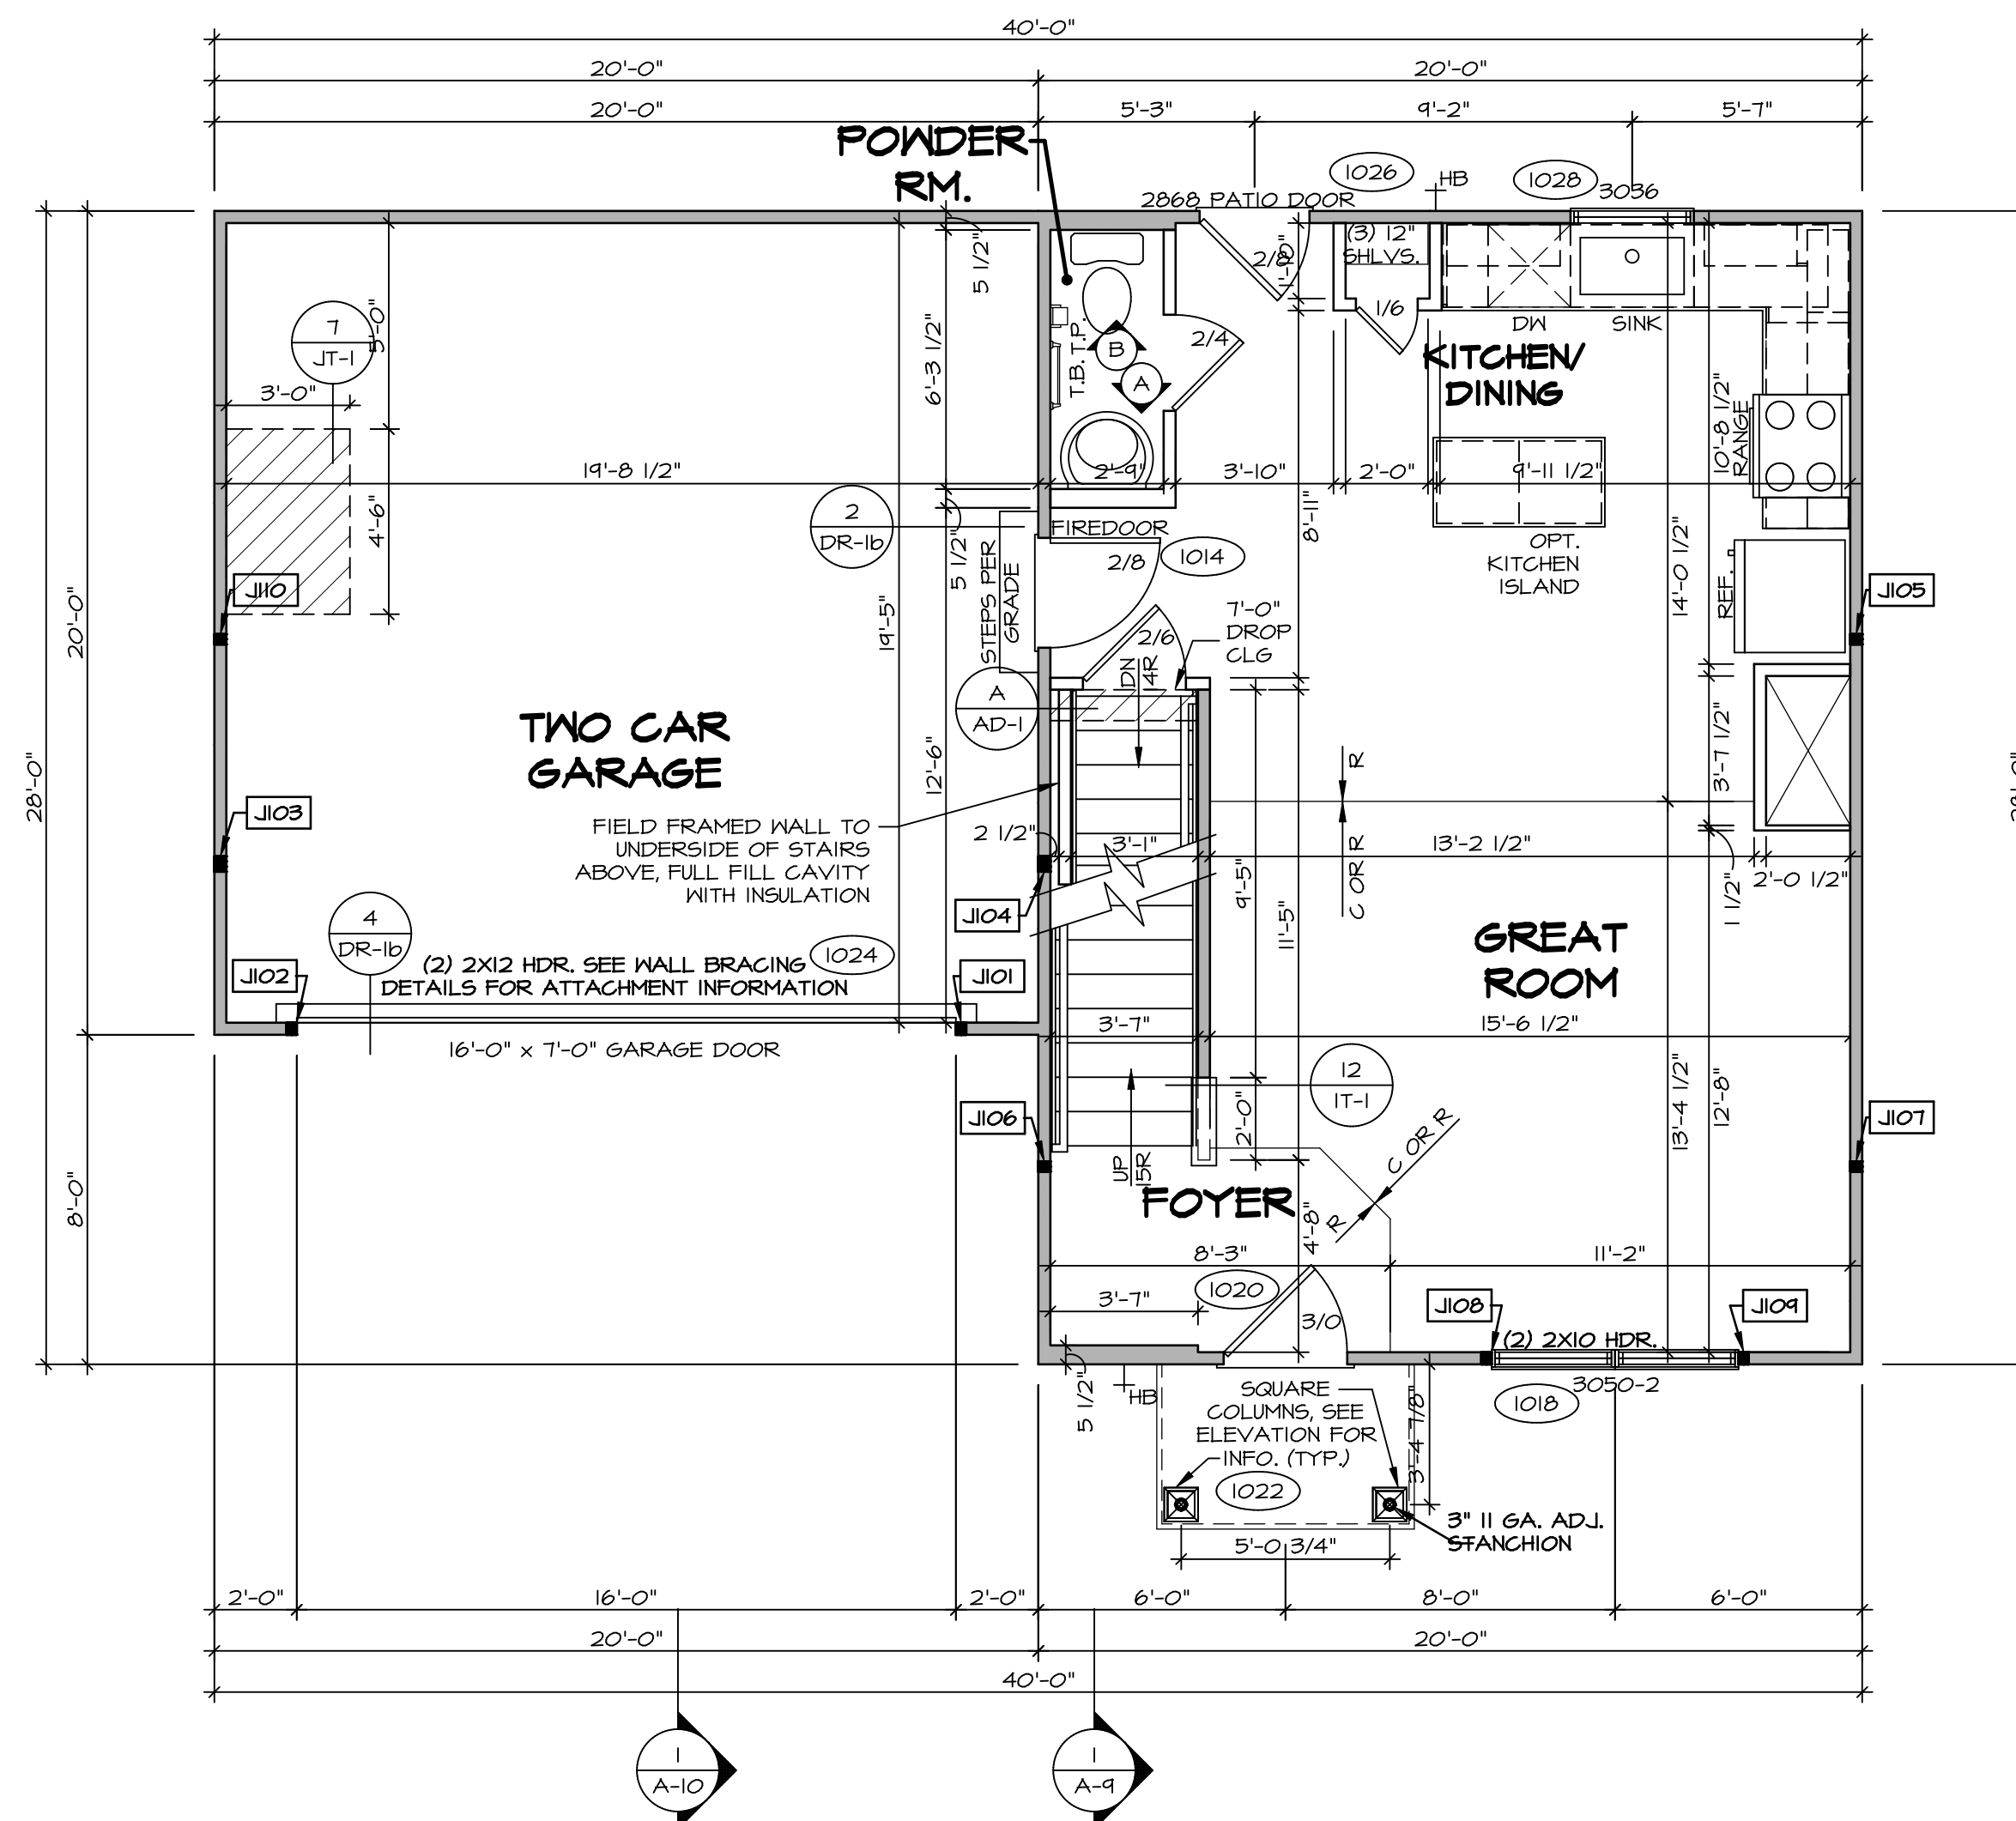 40'-0"
20'-0"
20'-0"
20'-0"
5'-3"
9'-2"
5'-7"
POWDER
RM.
1026
HB
1028
3036
2868 PATIO DOOR
5 1/2"
2/8
1'-0"
(3) 12"
SHLVS.
1/6
DW
SINK
KITCHEN/
DINING
7
JT-1
5'-0"
3'-0"
6'-3 1/2"
T.B.
T.P.
B
A
2/4
10'-8 1/2"
RANGE
19'-8 1/2"
2'-9"
3'-10"
2'-0"
9'-11 1/2"
4'-6"
2
DR-1b
5 1/2"
8'-11"
FIREDOOR
2/8
1014
OPT.
KITCHEN
ISLAND
14'-0 1/2"
REF.
J110
J105
20'-0"
28'-0"
19'-5"
STEPS PER
GRADE
2/6
7'-0"
DROP
CLG
DN
14R
A
AD-1
TWO CAR
GARAGE
12'-6"
3'-7 1/2"
R
C OR R
J103
FIELD FRAMED WALL TO
UNDERSIDE OF STAIRS
ABOVE, FULL FILL CAVITY
WITH INSULATION
2 1/2"
3'-1"
13'-2 1/2"
9'-5"
11'-5"
1 1/2"
2'-0 1/2"
J104
4
DR-1b
1024
GREAT
ROOM
J102
(2) 2X12 HDR. SEE WALL BRACING
DETAILS FOR ATTACHMENT INFORMATION
J101
3'-7"
15'-6 1/2"
16'-0" x 7'-0" GARAGE DOOR
12
1T-1
J106
2'-0"
13'-4 1/2"
12'-8"
J107
C OR R
R
UP
15R
FOYER
8'-0"
4'-8"
8'-3"
11'-2"
1020
3'-7"
3/0
J108
J109
(2) 2X10 HDR.
3050-2
1018
5 1/2"
HB
SQUARE
COLUMNS, SEE
ELEVATION FOR
INFO. (TYP.)
3'-4 7/8"
1022
3" 11 GA. ADJ.
STANCHION
5'-0 3/4"
2'-0"
16'-0"
2'-0"
6'-0"
8'-0"
6'-0"
20'-0"
20'-0"
40'-0"
1
A-10
1
A-9